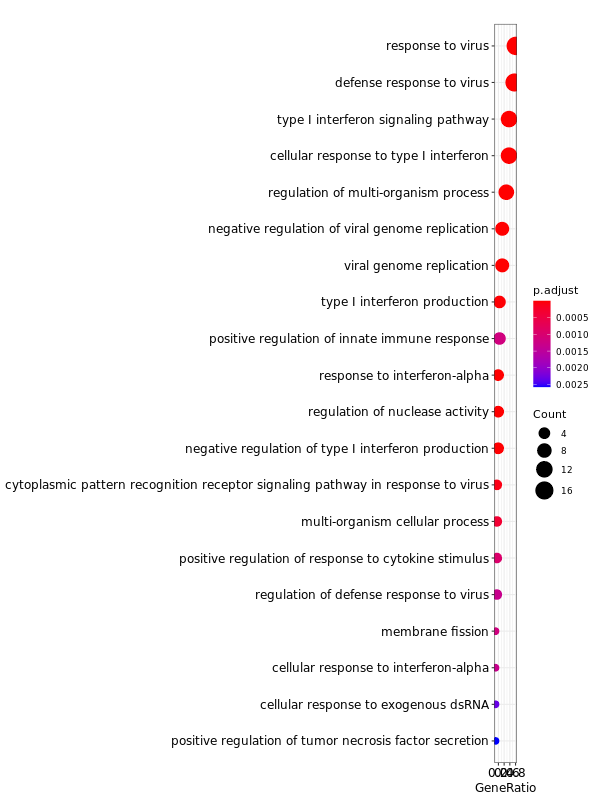 response to virus
defense response to virus
type I interferon signaling pathway
cellular response to type I interferon
regulation of multi-organism process
negative regulation of viral genome replication
viral genome replication
type I interferon production
positive regulation of innate immune response
response to interferon-alpha
regulation of nuclease activity
negative regulation of type I interferon production
cytoplasmic pattern recognition receptor signaling pathway in response to virus
multi-organism cellular process
positive regulation of response to cytokine stimulus
regulation of defense response to virus
membrane fission
cellular response to interferon-alpha
cellular response to exogenous dsRNA
positive regulation of tumor necrosis factor secretion
GeneRatio
p.adjust
0.0005
0.0010
0.0015
0.0020
0.0025
Count
4
8
12
16